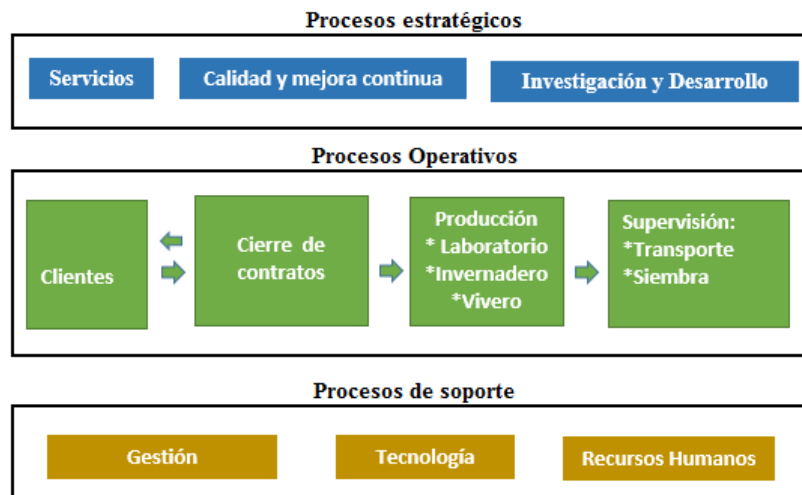 Procesos estratégicos
Servicios
Calidad y mejora continua
Investigación y Desarrollo
Procesos Operativos
Clientes
Cierre de
contratos
Producción
* Laboratorio
*Invernadero
*Vivero
Supervisión:
*Transporte
*Siembra
Procesos de soporte
Gestión
Tecnología
Recursos Humanos